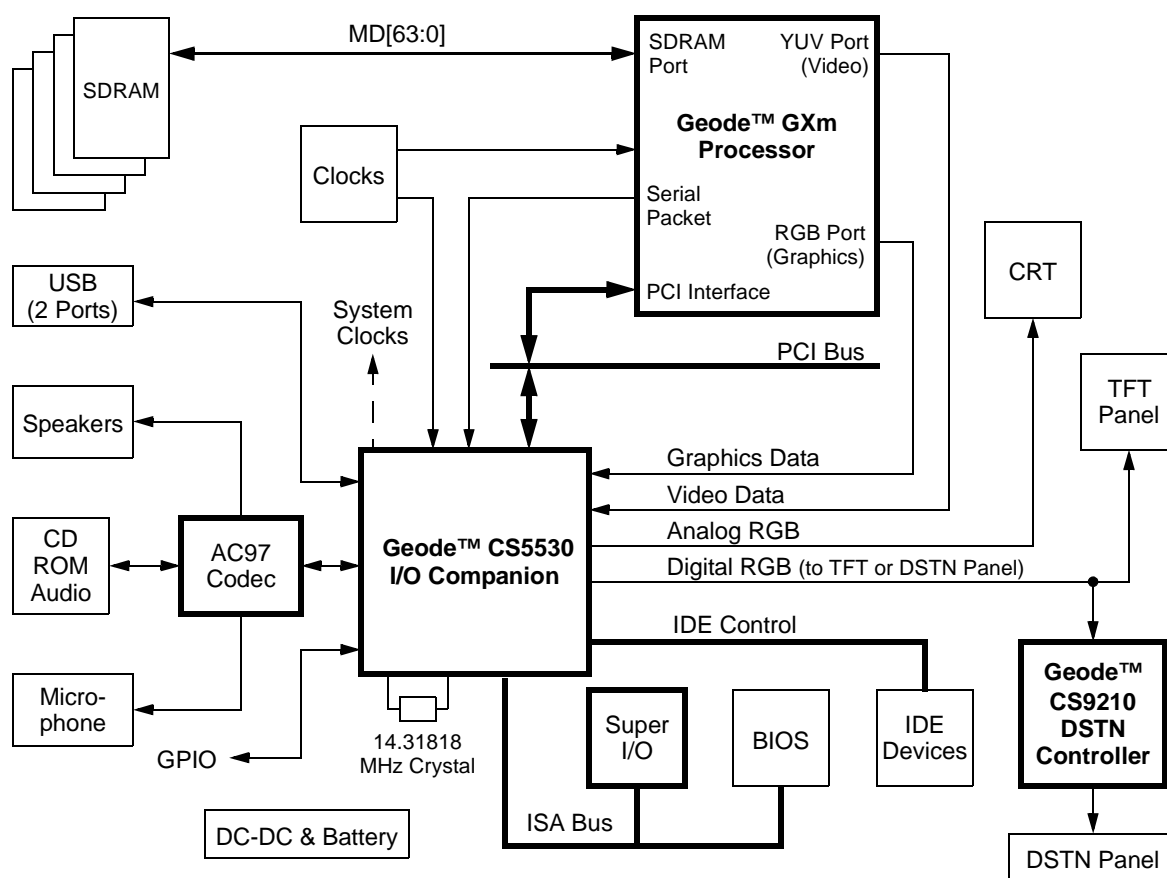 MD[63:0]
SDRAM
SDRAM
Port
YUV Port
(Video)
Geode™ GXm
Processor
Clocks
Serial
Packet
RGB Port
(Graphics)
PCI Interface
CRT
USB
(2 Ports)
System
Clocks
PCI Bus
TFT
Panel
Speakers
Graphics Data
Video Data
Analog RGB
Digital RGB (to TFT or DSTN Panel)
CD
ROM
Audio
AC97
Codec
Geode™ CS5530
I/O Companion
IDE Control
Micro-
phone
GPIO
14.31818
MHz Crystal
Super
I/O
BIOS
IDE
Devices
Geode™
CS9210
DSTN
Controller
DC-DC & Battery
ISA Bus
DSTN Panel